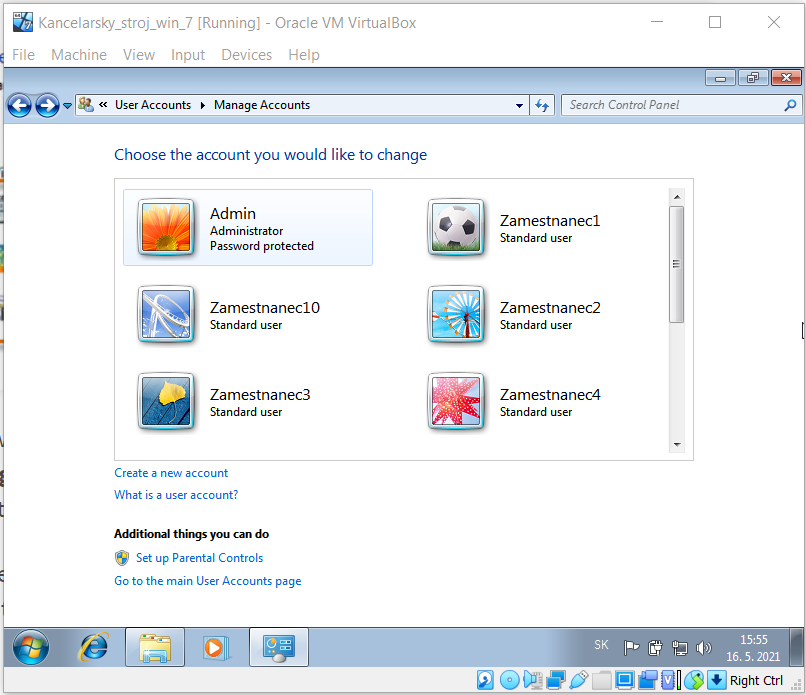 Kancelarsky_stroj_win_7 [Running] - Oracle VM VirtualBox
File Machine View Input Devices Help
« User Accounts Manage Accounts
Search Control Panel
Choose the account you would like to change
Admin
Administrator
Password protected
Zamestnanec1
Standard user
Zamestnanec10
Standard user
Zamestnanec2
Standard user
Zamestnanec3
Standard user
Zamestnanec4
Standard user
Create a new account
What is a user account?
Additional things you can do
Set up Parental Controls
Go to the main User Accounts page
SK
15:55
16. 5. 2021
Right Ctrl